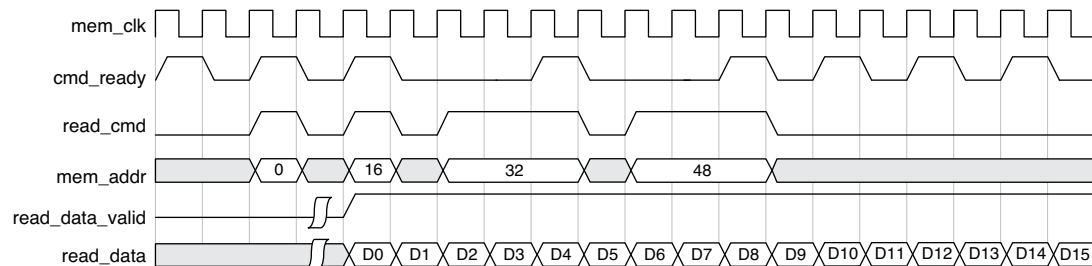 mem_clk
cmd_ready
read_cmd
mem_addr 0 16 32 48
read_data_valid
read_data D0 D1 D2 D3 D4 D5 D6 D7 D8 D9 D10 D11 D12 D13 D14 D15